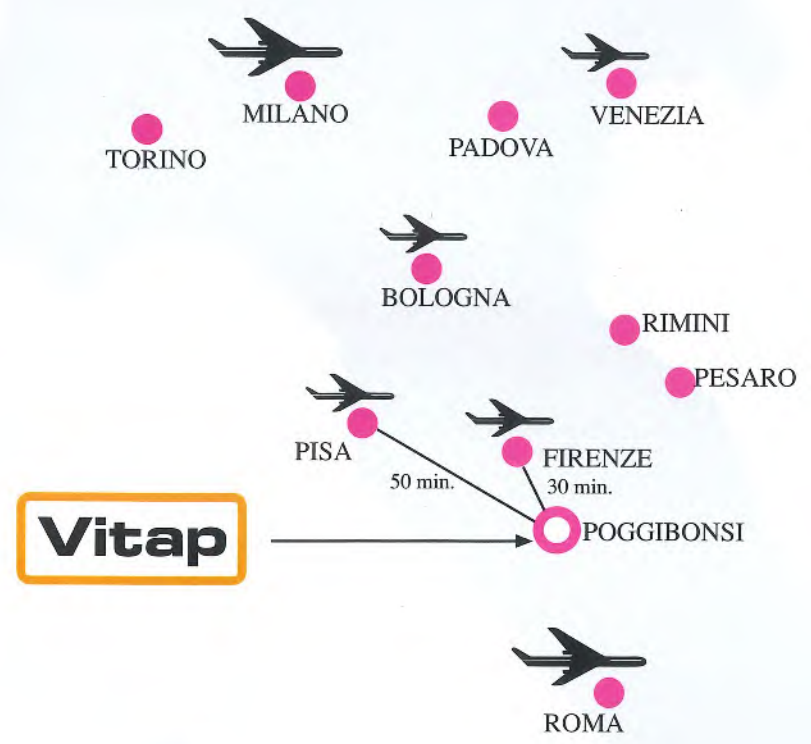 MILANO
VENEZIA
PADOVA
TORINO
BOLOGNA
RIMINI
PESARO
PISA
FIRENZE
50 min.
30 min.
Vitap
POGGIBONSI
ROMA